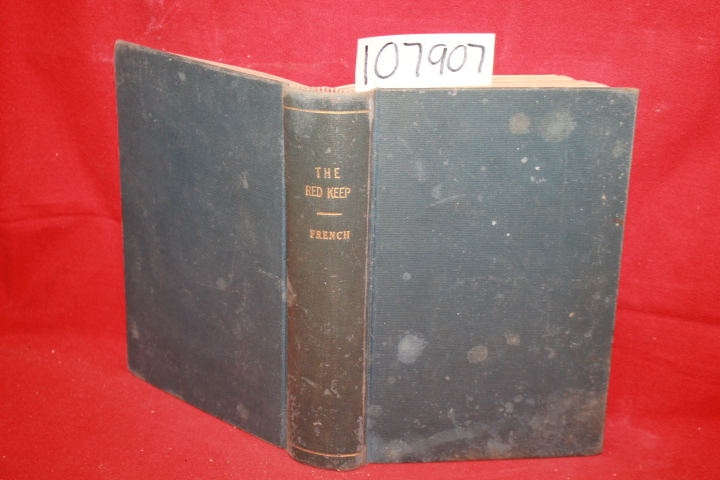 107907
THE
RED KEEP
FRENCH